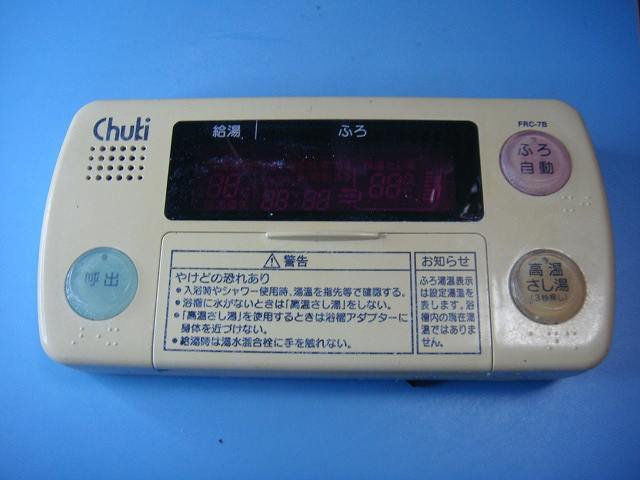 Chuki
FRC-7B
給湯
ふろ
ふろ
自動
呼出
高温
さし湯
(3秒押し)
⚠警告
やけどの恐れあり
●入浴時やシャワー使用時、湯温を指先等で確認する。
●浴槽に水がないときは「高温さし湯」をしない。
●「高温さし湯」を使用するときは浴槽アダプターに
身体を近づけない。
●給湯時は湯水混合栓に手を触れない。
お知らせ
ふろ湯温表示
は設定湯温を
表します。浴
槽内の現在湯
温ではありま
せん。